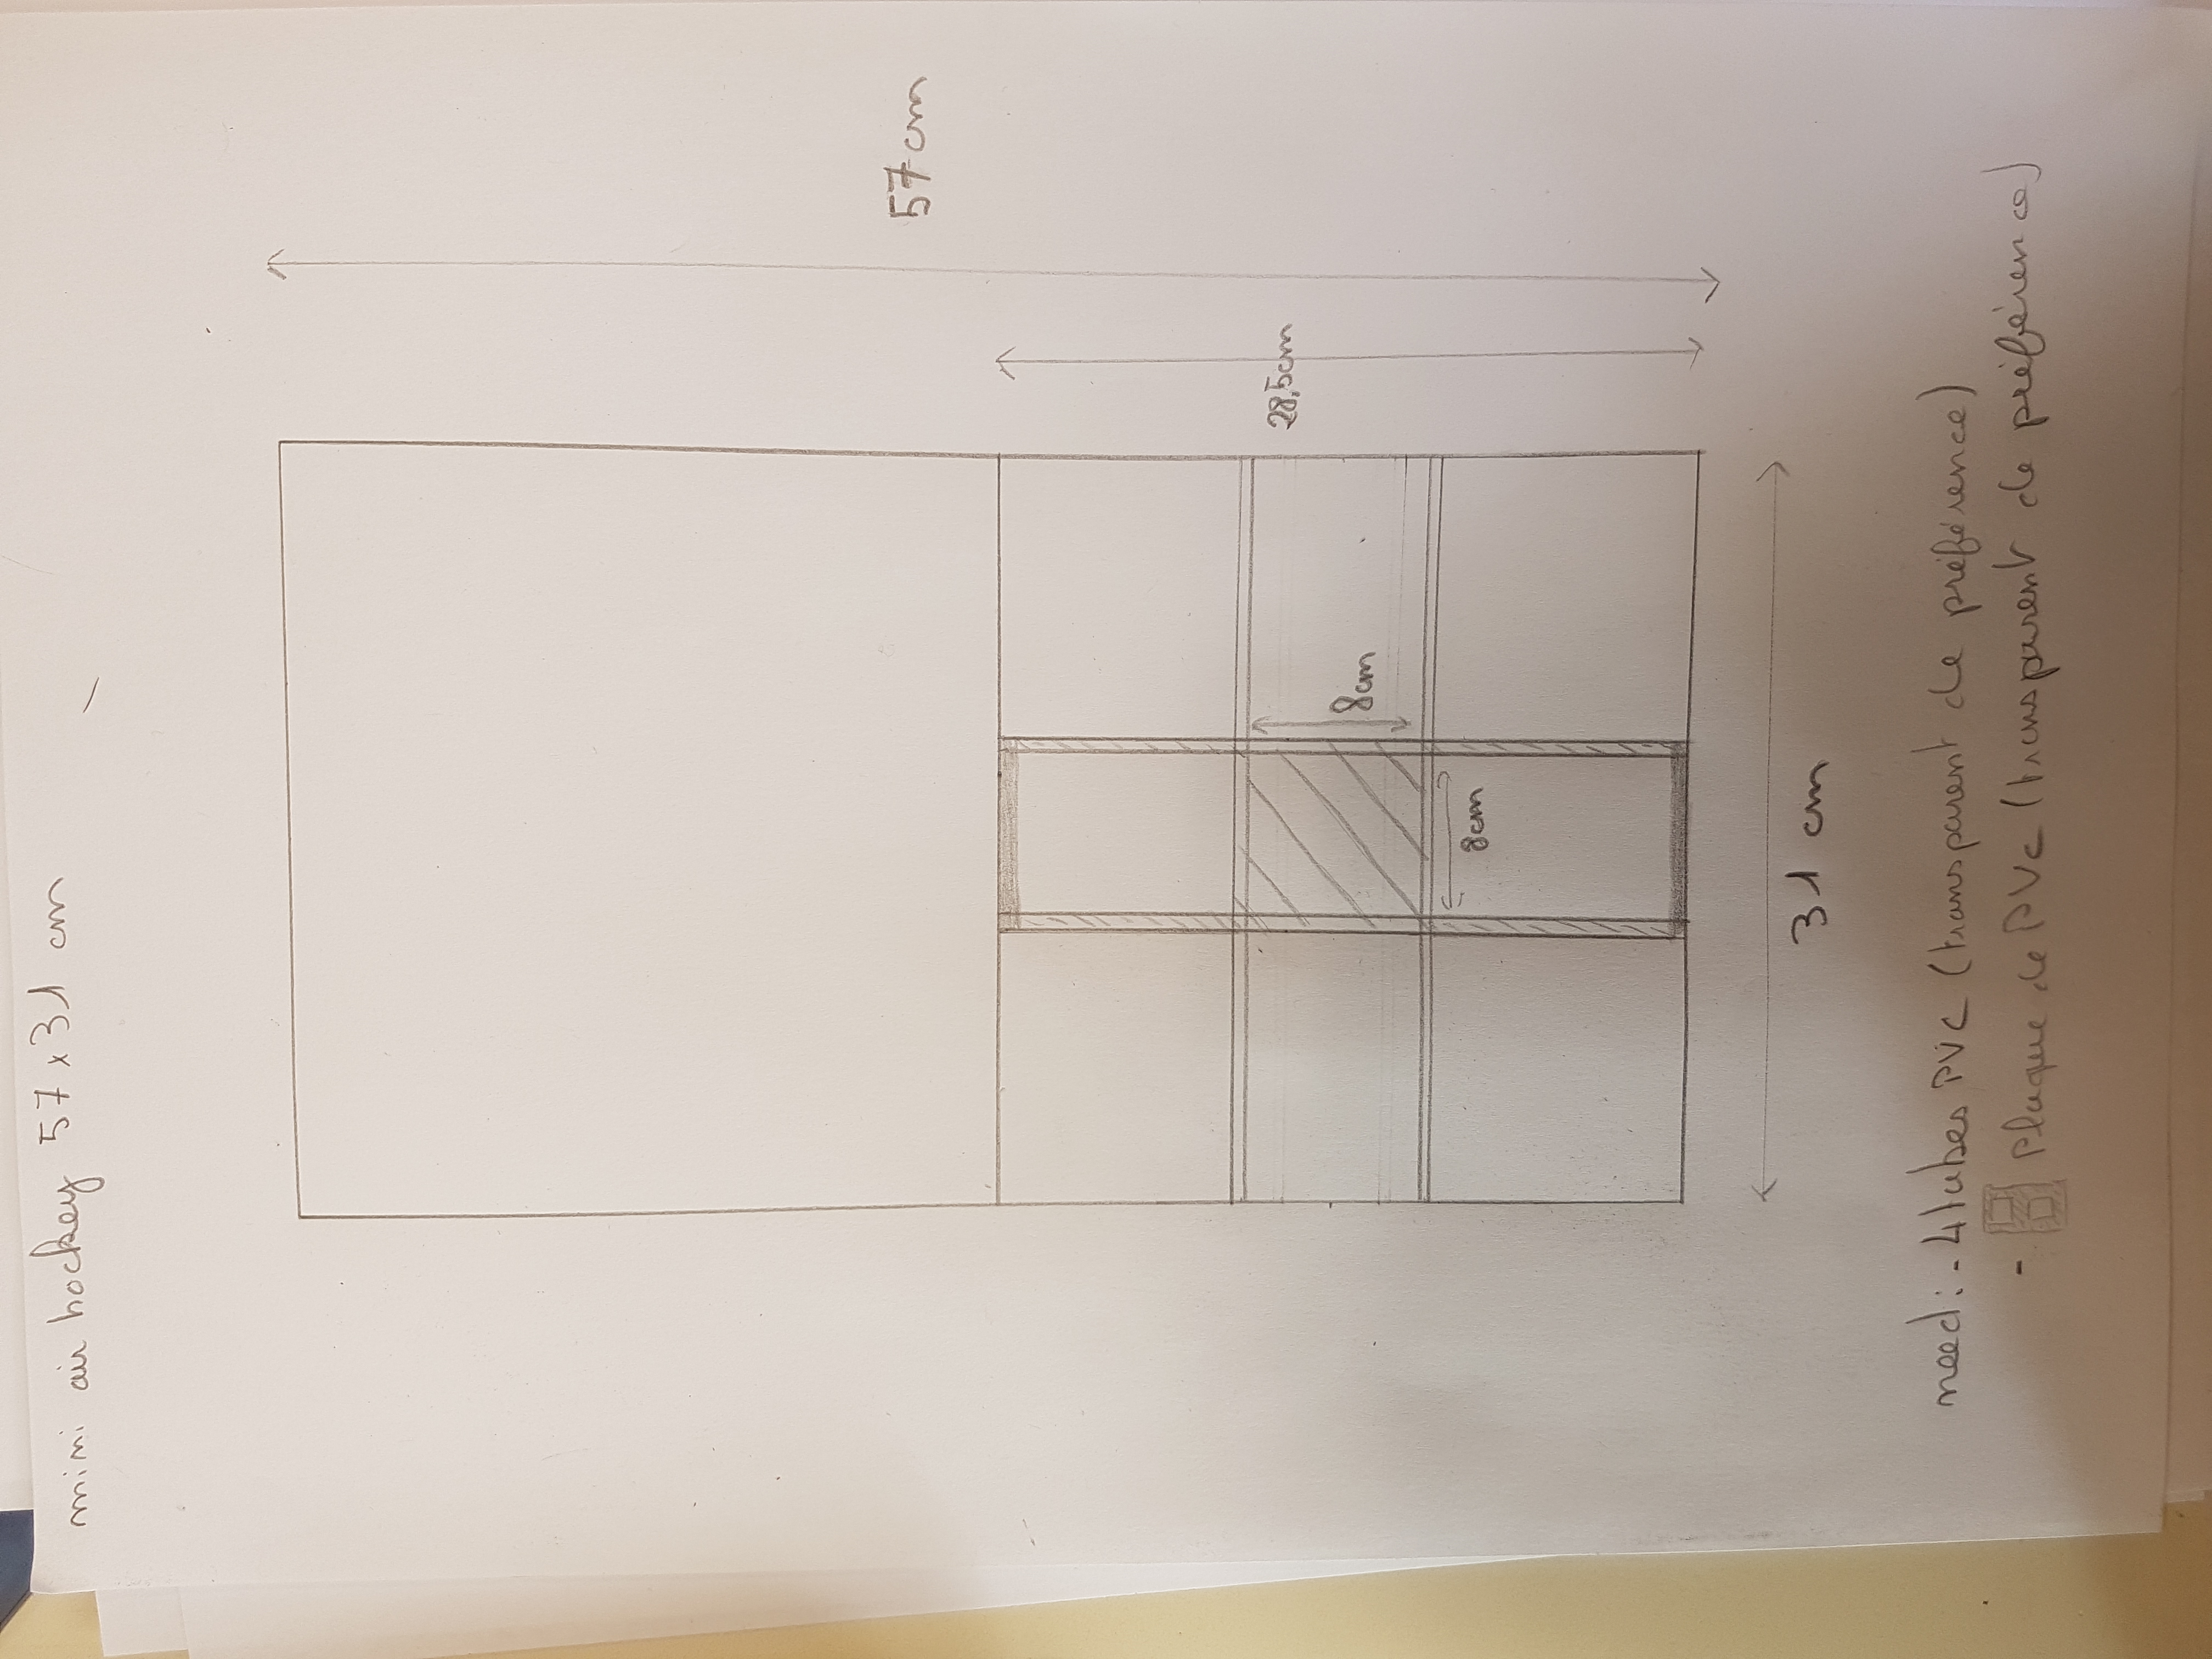 mini air hockey 57 x 31 cm
57 cm
28,5cm
8cm
8cm
31 cm
need: - 4 tubes PVC (transparent de préférence)
- Plaque de PVC (transparent de préférence)